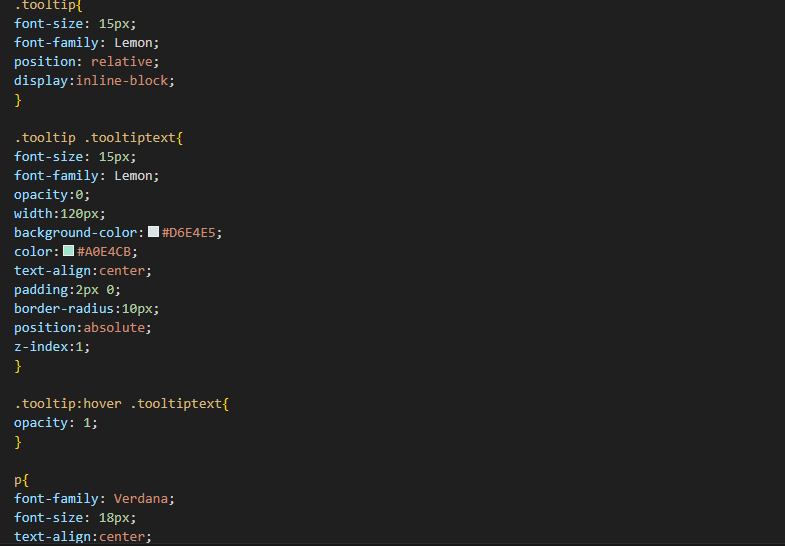 .tooltip{
font-size: 15px;
font-family: Lemon;
position: relative;
display:inline-block;
}
.tooltip .tooltiptext{
font-size: 15px;
font-family: Lemon;
opacity:0;
width:120px;
background-color: #D6E4E5;
color: #A0E4CB;
text-align:center;
padding:2px 0;
border-radius:10px;
position:absolute;
z-index:1;
}
.tooltip:hover .tooltiptext{
opacity: 1;
}
p{
font-family: Verdana;
font-size: 18px;
text-align:center;